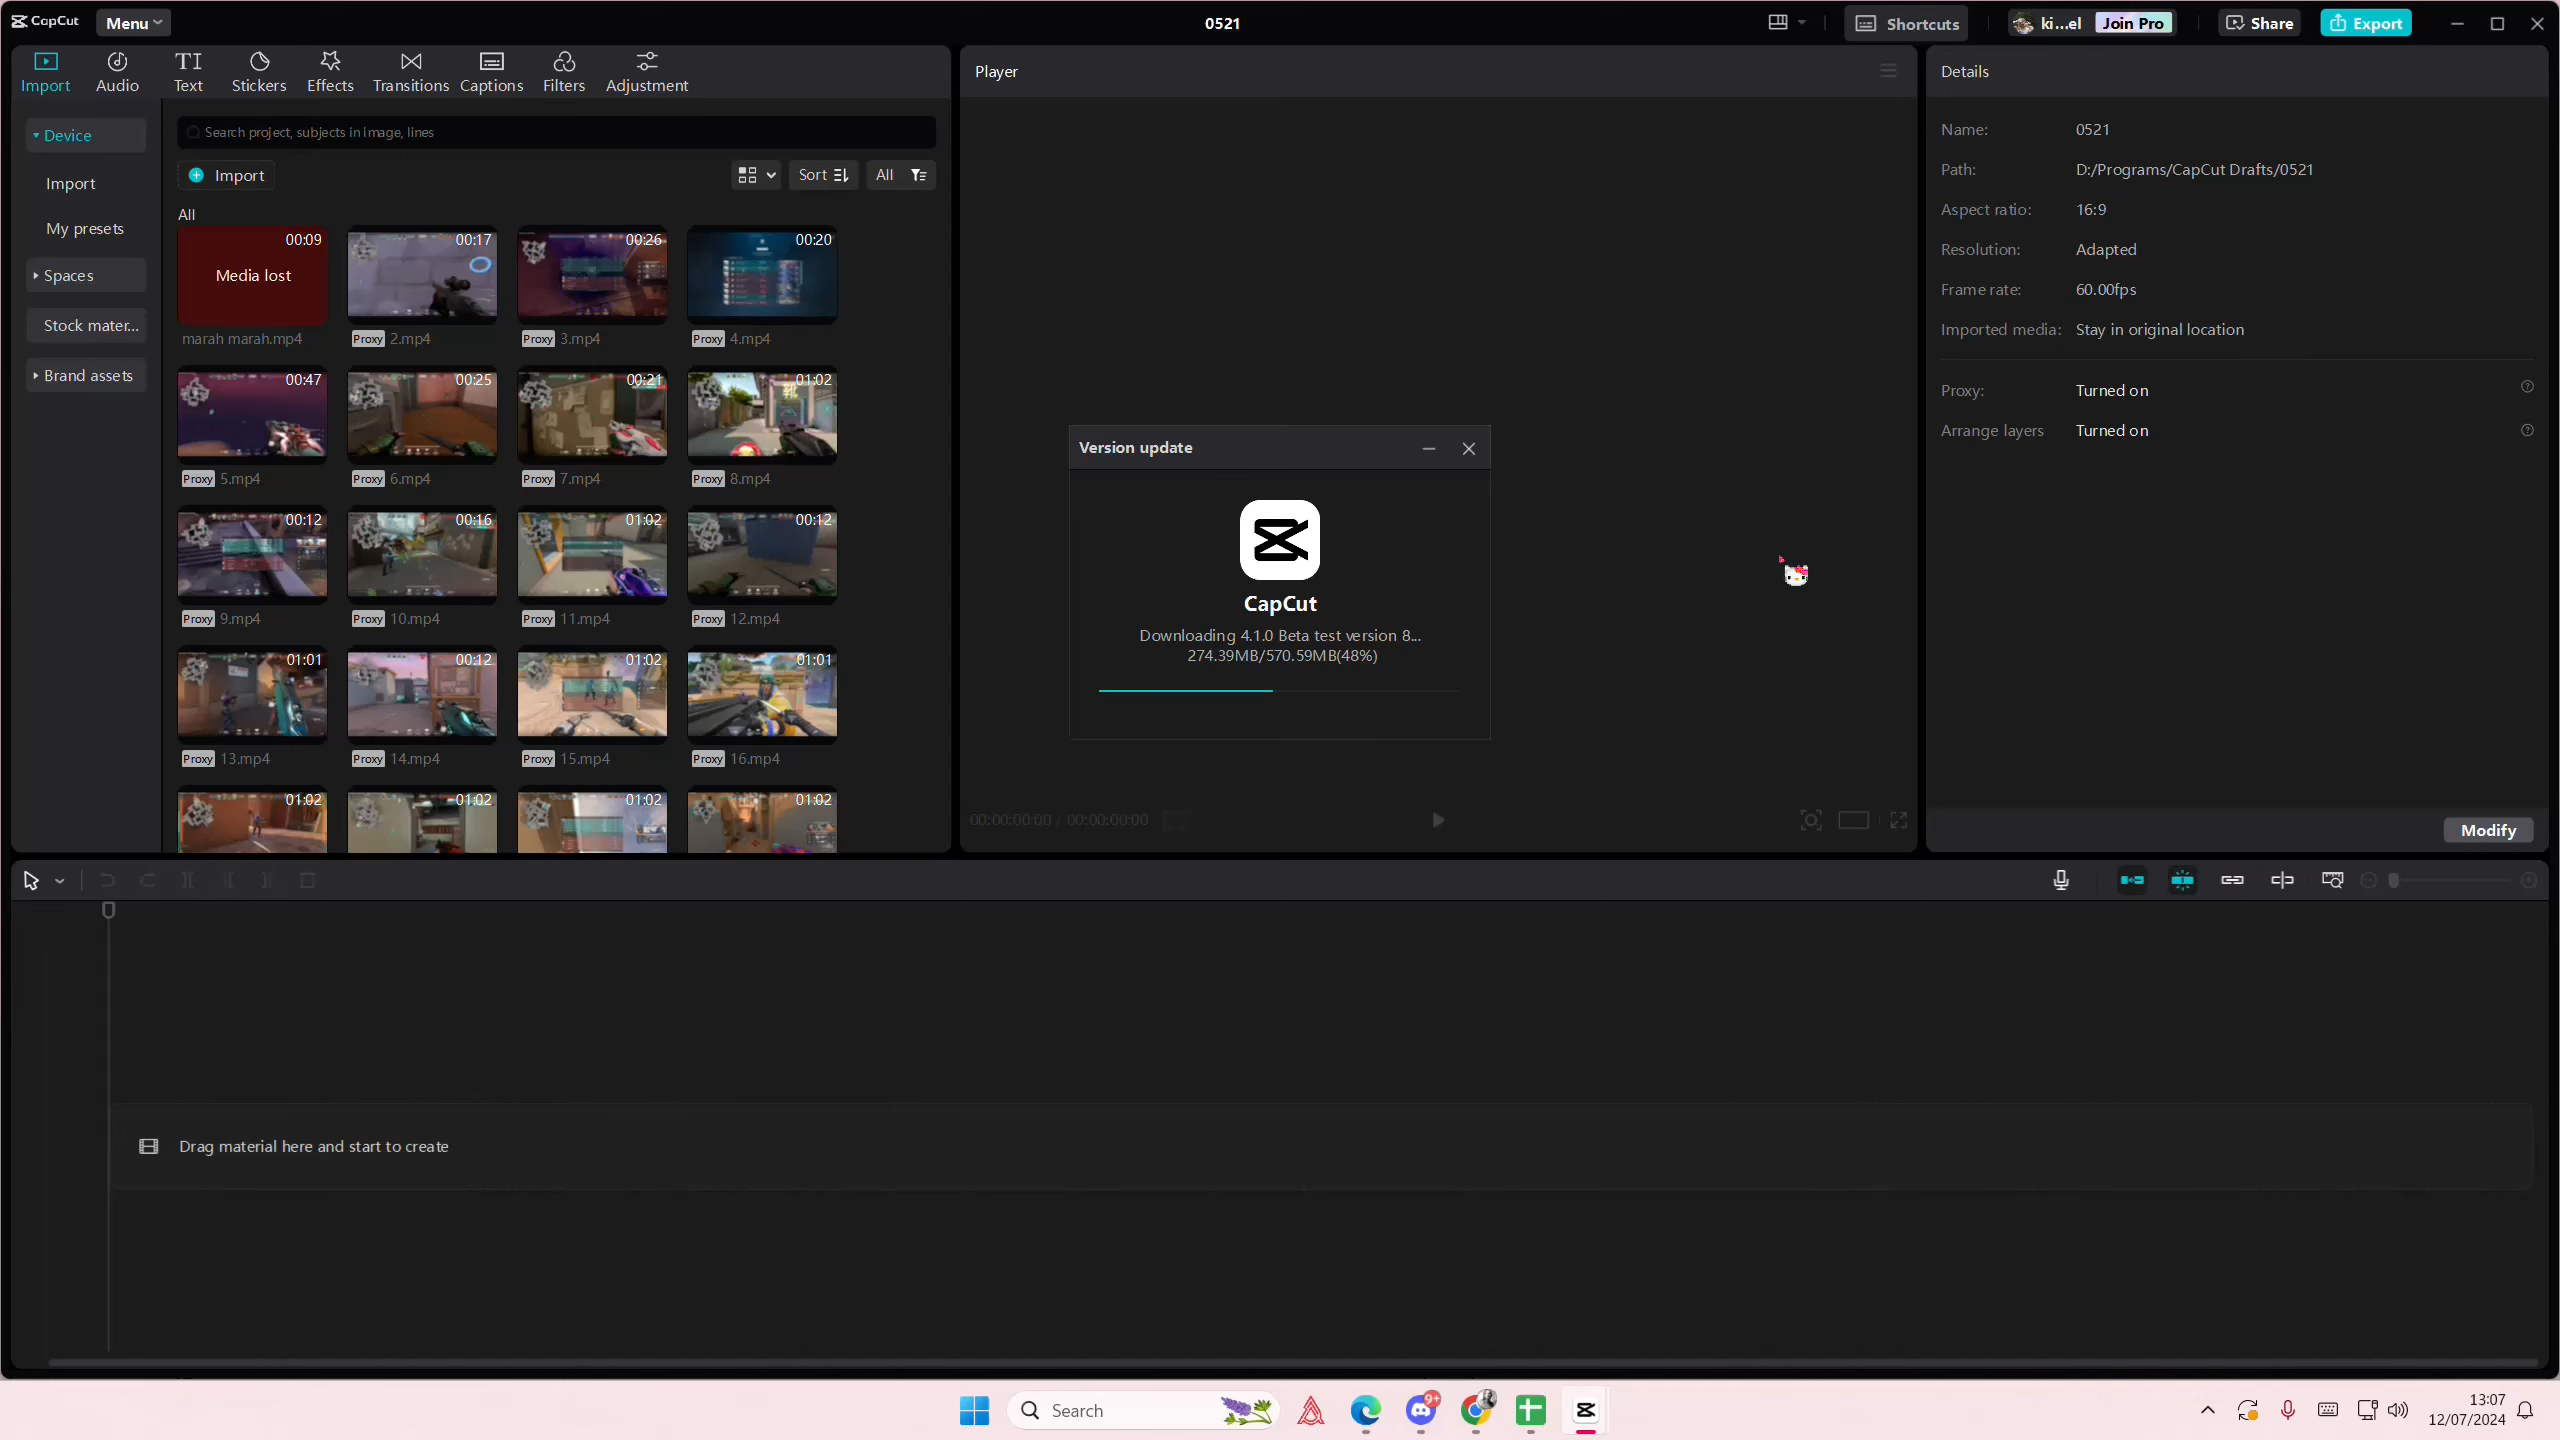 CapCut
Menu
0521
Shortcuts
ki...el
Join Pro
Share
Export
Import
Audio
Text
Stickers
Effects
Transitions
Captions
Filters
Adjustment
Device
Import
My presets
Spaces
Stock mater...
Brand assets
Search project, subjects in image, lines
Import
Sort
All
All
00:09
Media lost
marah marah.mp4
00:17
Proxy 2.mp4
00:26
Proxy 3.mp4
00:20
Proxy 4.mp4
00:47
Proxy 5.mp4
00:25
Proxy 6.mp4
00:21
Proxy 7.mp4
01:02
Proxy 8.mp4
00:12
Proxy 9.mp4
00:16
Proxy 10.mp4
01:02
Proxy 11.mp4
00:12
Proxy 12.mp4
01:01
Proxy 13.mp4
00:12
Proxy 14.mp4
01:02
Proxy 15.mp4
01:01
Proxy 16.mp4
01:02
01:02
01:02
01:02
Player
Version update
CapCut
Downloading 4.1.0 Beta test version 8...
274.39MB/570.59MB(48%)
00:00:00:00 / 00:00:00:00
Details
Name: 0521
Path: D:/Programs/CapCut Drafts/0521
Aspect ratio: 16:9
Resolution: Adapted
Frame rate: 60.00fps
Imported media: Stay in original location
Proxy: Turned on
Arrange layers Turned on
Modify
Drag material here and start to create
Search
9+
13:07
12/07/2024